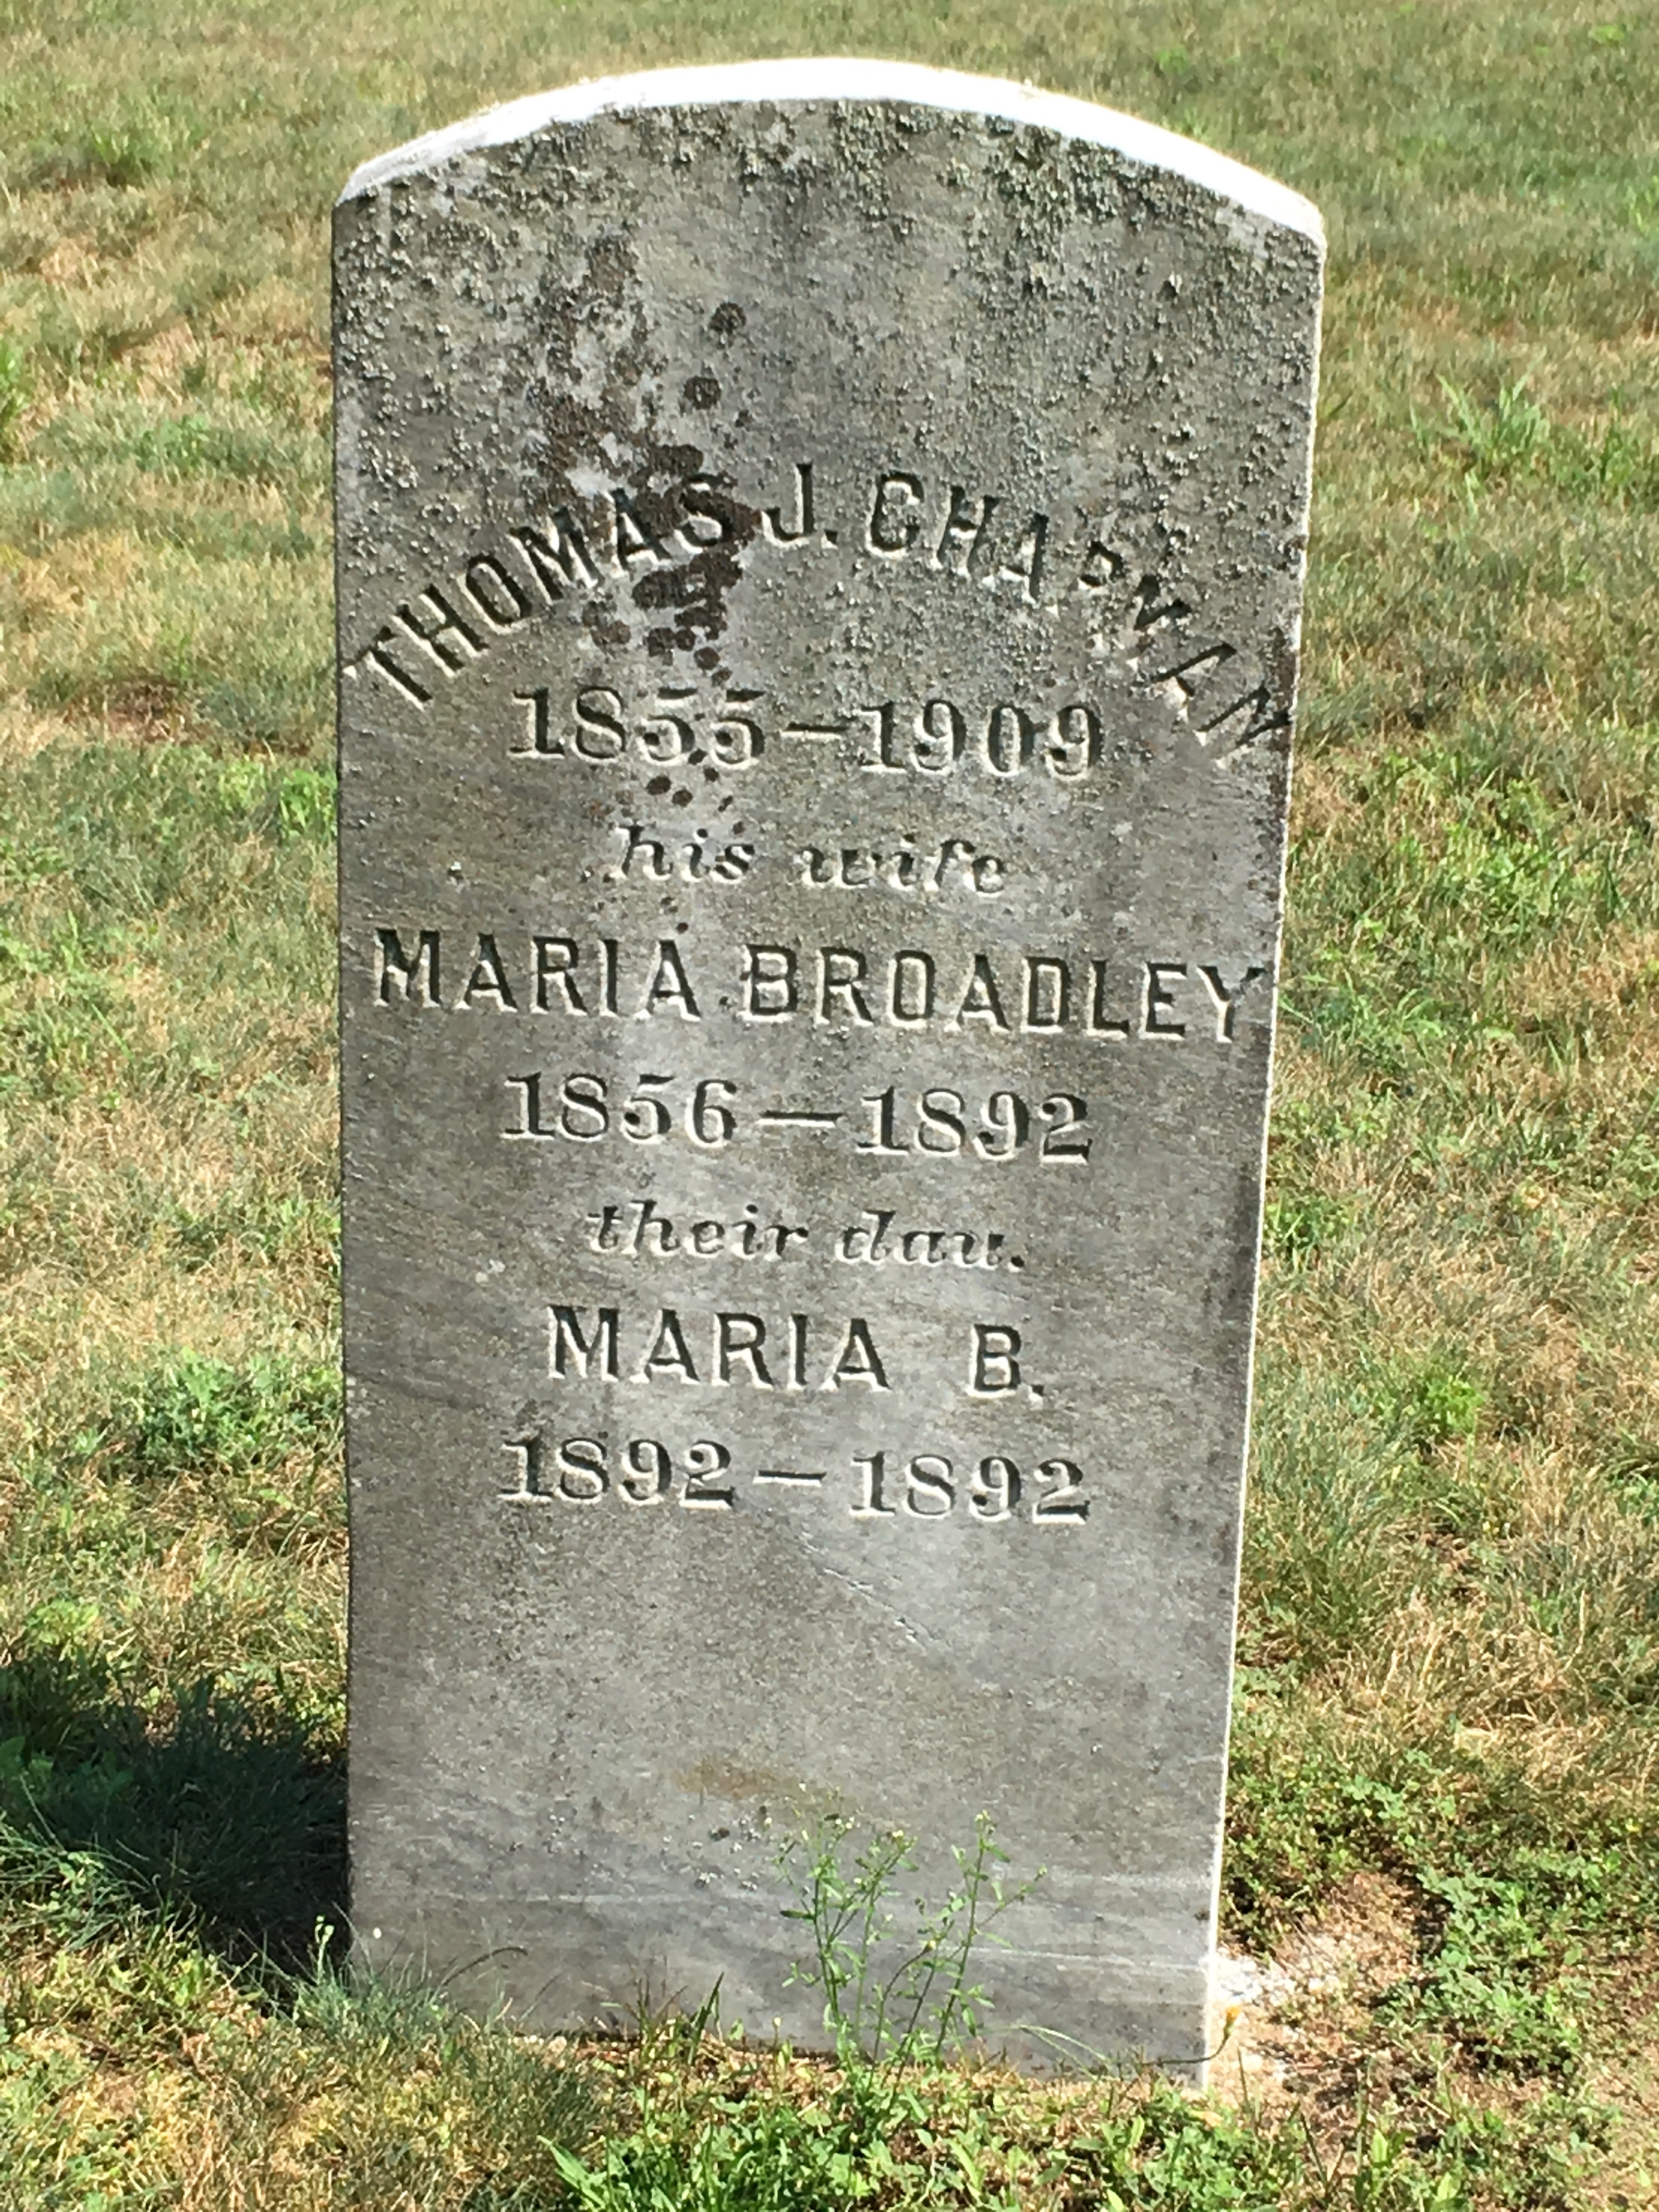 THOMAS J. CHAPMAN
1855–1909
his wife
MARIA BROADLEY
1856–1892
their dau.
MARIA B.
1892–1892